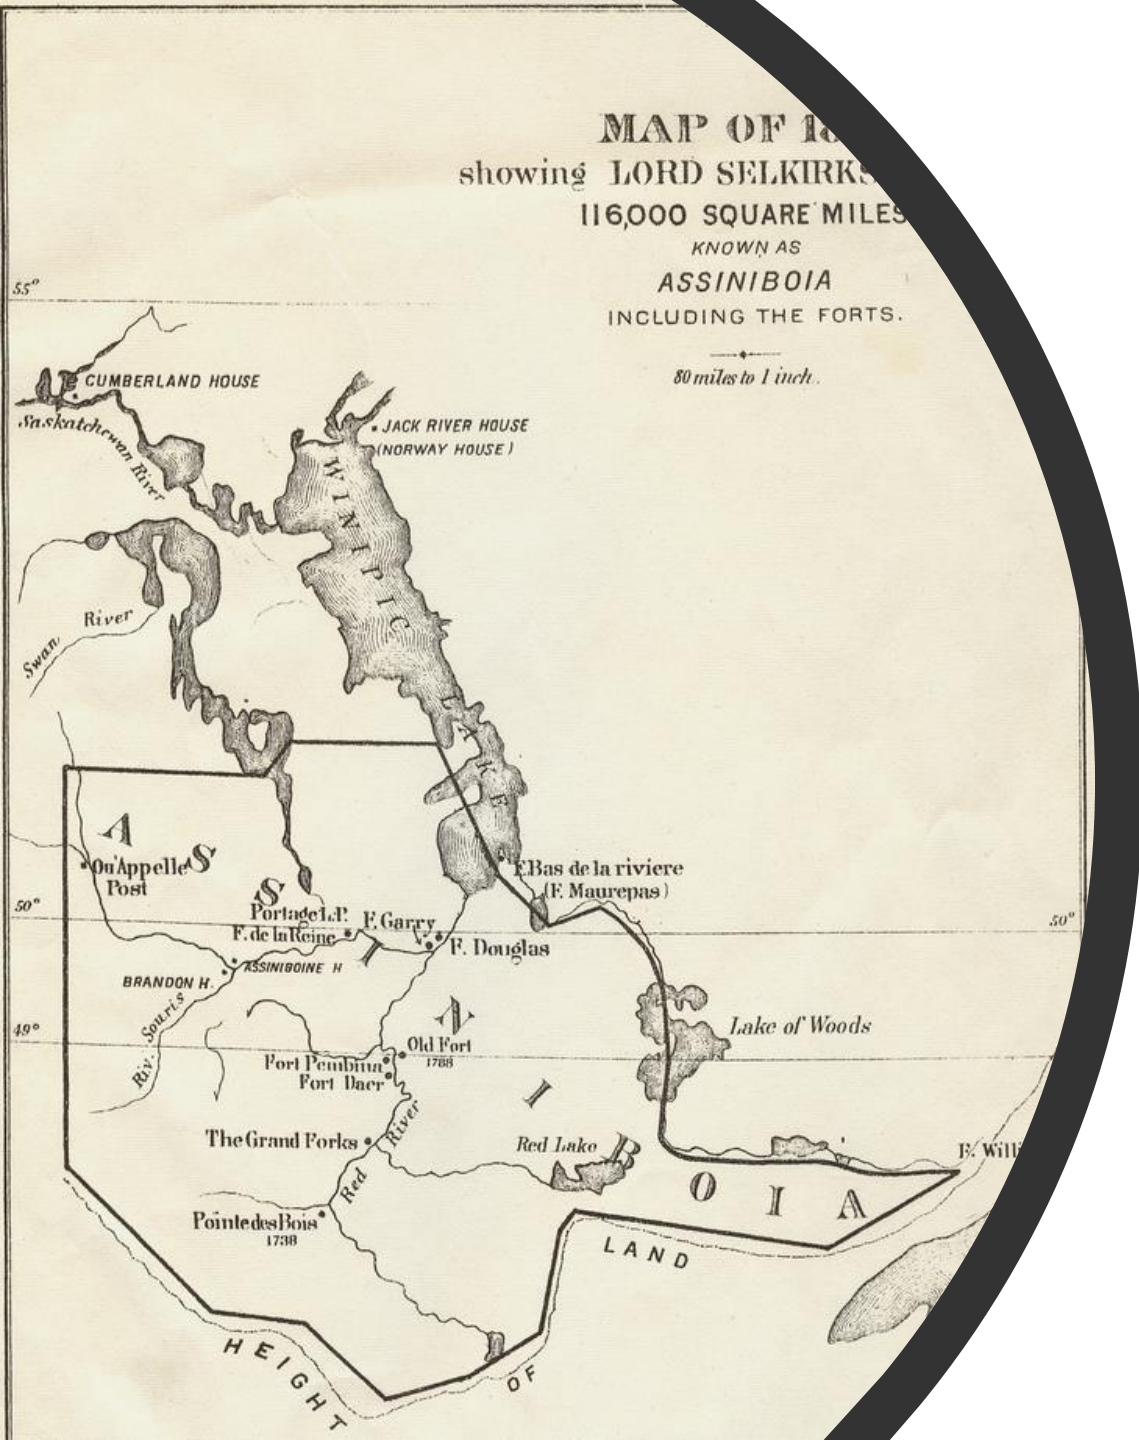 MAP OF 18
showing LORD SELKIRKS
116,000 SQUARE MILES
KNOWN AS
ASSINIBOIA
INCLUDING THE FORTS.
80 miles to 1 inch.
55°
CUMBERLAND HOUSE
Saskatchewan River
JACK RIVER HOUSE
(NORWAY HOUSE)
WINIPIC
LAKE
Swan River
ASSINIBOIA
Qu'Appelle
Post
F. Bas de la riviere
(F. Maurepas)
50°
50°
Portage L.P.
F. Garry
F. de la Reine
F. Douglas
ASSINIBOINE H
BRANDON H.
Riv. Souris
Lake of Woods
49°
Old Fort
1788
Fort Pembina
Fort Daer
The Grand Forks
Red River
Red Lake
F. Willi
Pointe des Bois
1738
HEIGHT OF LAND